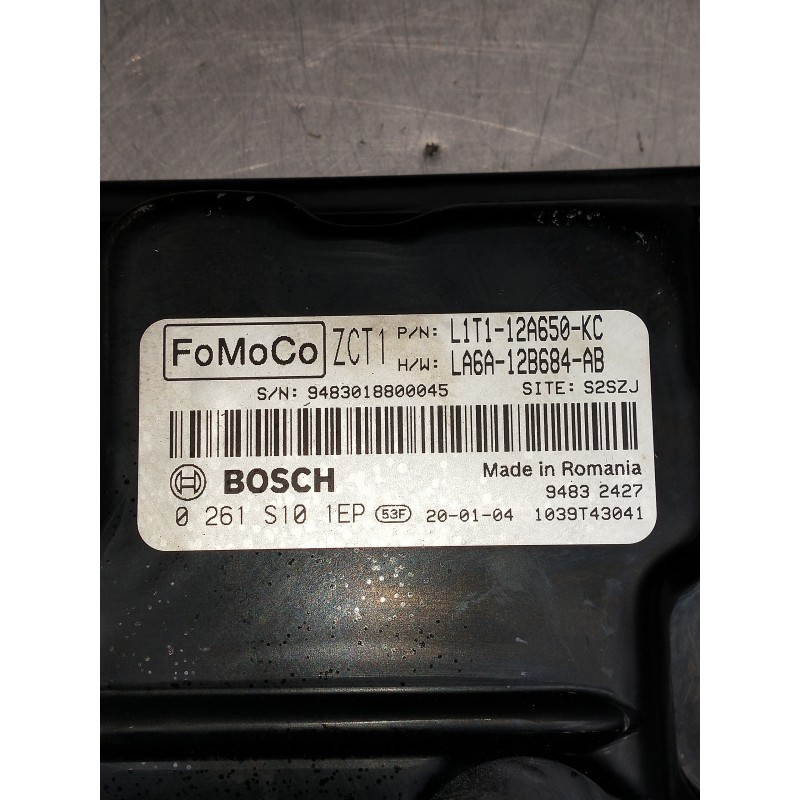 FoMoCo ZCT1 P/N: L1T1-12A650-KC
H/W: LA6A-12B684-AB
S/N: 9483018800045 SITE: S2SZJ
BOSCH Made in Romania
9483 2427
0 261 S10 1EP 53F 20-01-04 1039T43041